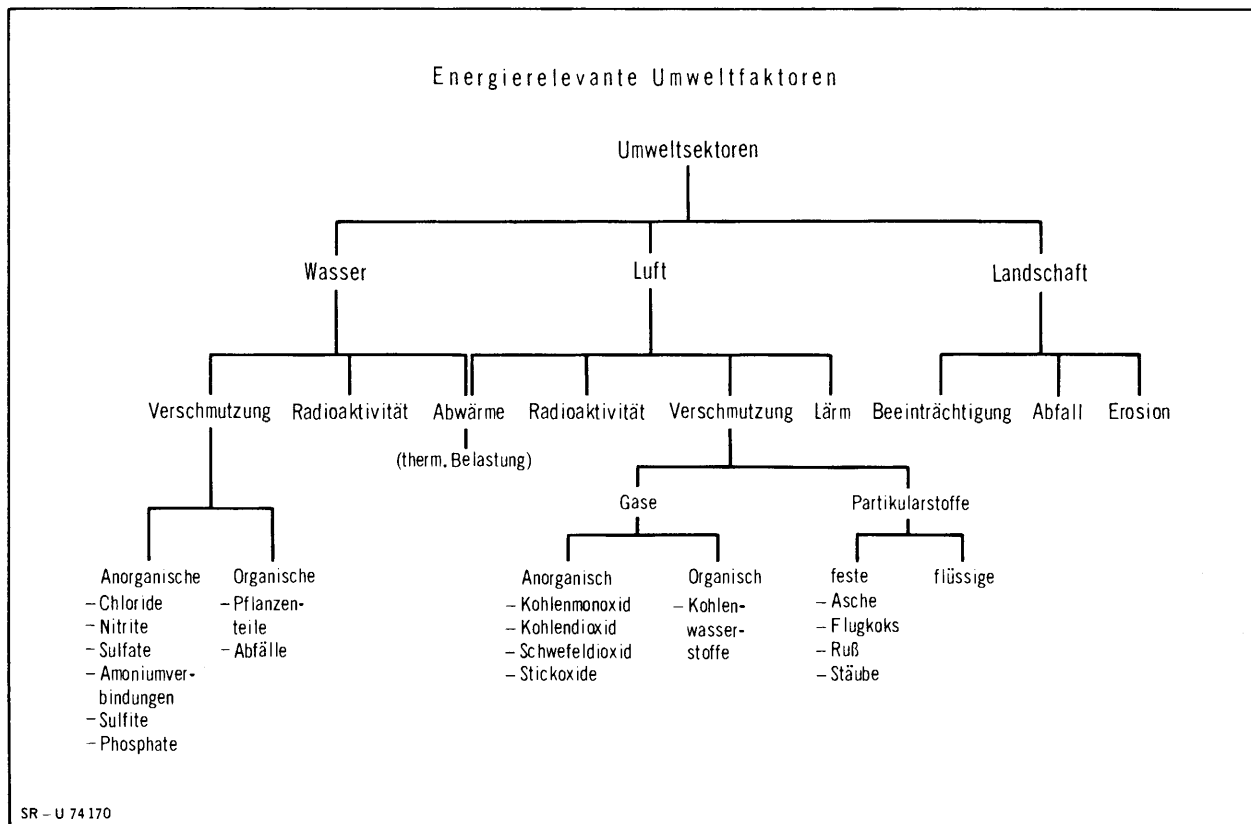 Energierelevante Umweltfaktoren
Umweltsektoren
Wasser
Luft
Landschaft
Verschmutzung
Radioaktivität
Abwärme
(therm. Belastung)
Radioaktivität
Verschmutzung
Lärm
Beeinträchtigung
Abfall
Erosion
Gase
Partikularstoffe
Anorganische
– Chloride
– Nitrite
– Sulfate
– Amoniumver-
bindungen
– Sulfite
– Phosphate
Organische
– Pflanzen-
teile
– Abfälle
Anorganisch
– Kohlenmonoxid
– Kohlendioxid
– Schwefeldioxid
– Stickoxide
Organisch
– Kohlen-
wasser-
stoffe
feste
– Asche
– Flugkoks
– Ruß
– Stäube
flüssige
SR – U 74 170